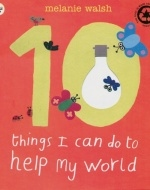 melanie walsh
10
things I can do to
help my world